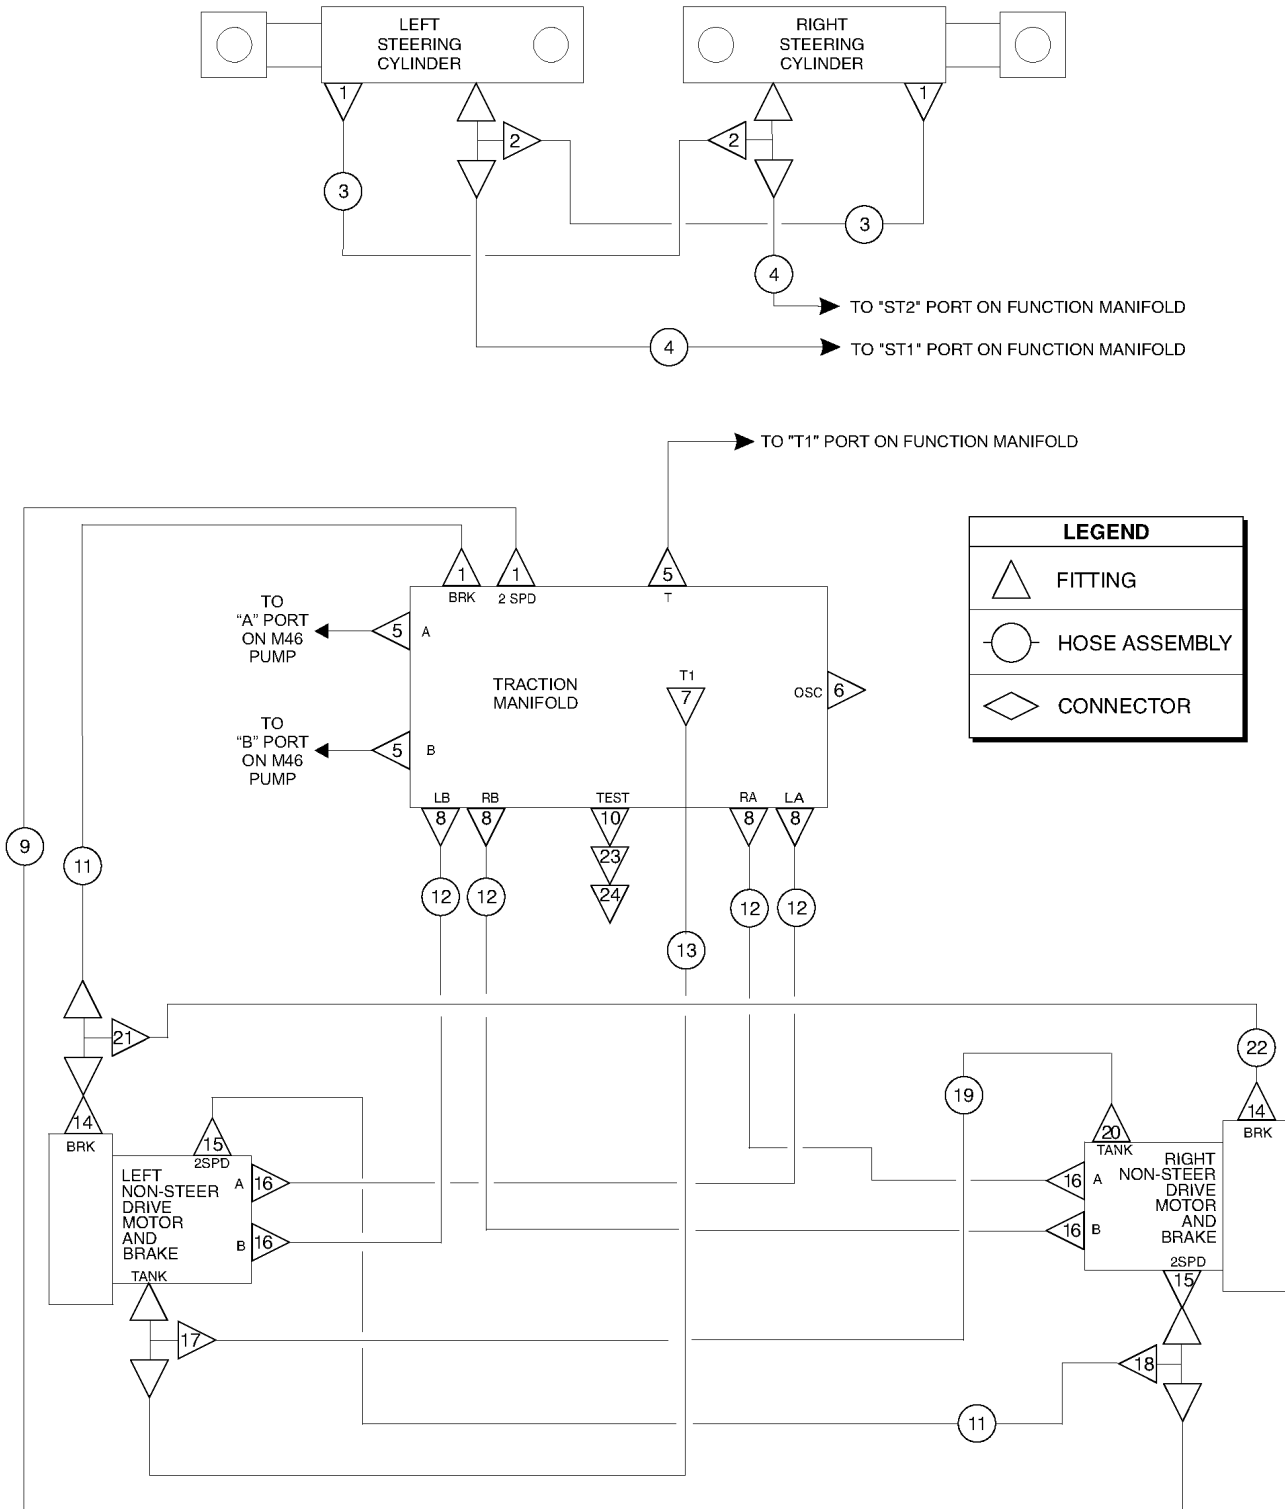 LEFT
STEERING
CYLINDER
RIGHT
STEERING
CYLINDER
1
1
2
2
3
3
4
TO "ST2" PORT ON FUNCTION MANIFOLD
4
TO "ST1" PORT ON FUNCTION MANIFOLD
TO "T1" PORT ON FUNCTION MANIFOLD
LEGEND
FITTING
HOSE ASSEMBLY
CONNECTOR
1
1
5
BRK
2 SPD
T
TO
“A” PORT
ON M46
PUMP
5
A
T1
7
TRACTION
MANIFOLD
OSC
6
TO
“B” PORT
ON M46
PUMP
5
B
LB
RB
TEST
RA
LA
8
8
10
8
8
9
11
23
24
12
12
12
12
13
21
22
19
14
BRK
15
2SPD
LEFT
NON-STEER
DRIVE
MOTOR
AND
BRAKE
A
16
B
16
TANK
20
TANK
14
BRK
RIGHT
NON-STEER
DRIVE
MOTOR
AND
BRAKE
16
A
16
B
2SPD
15
17
18
11